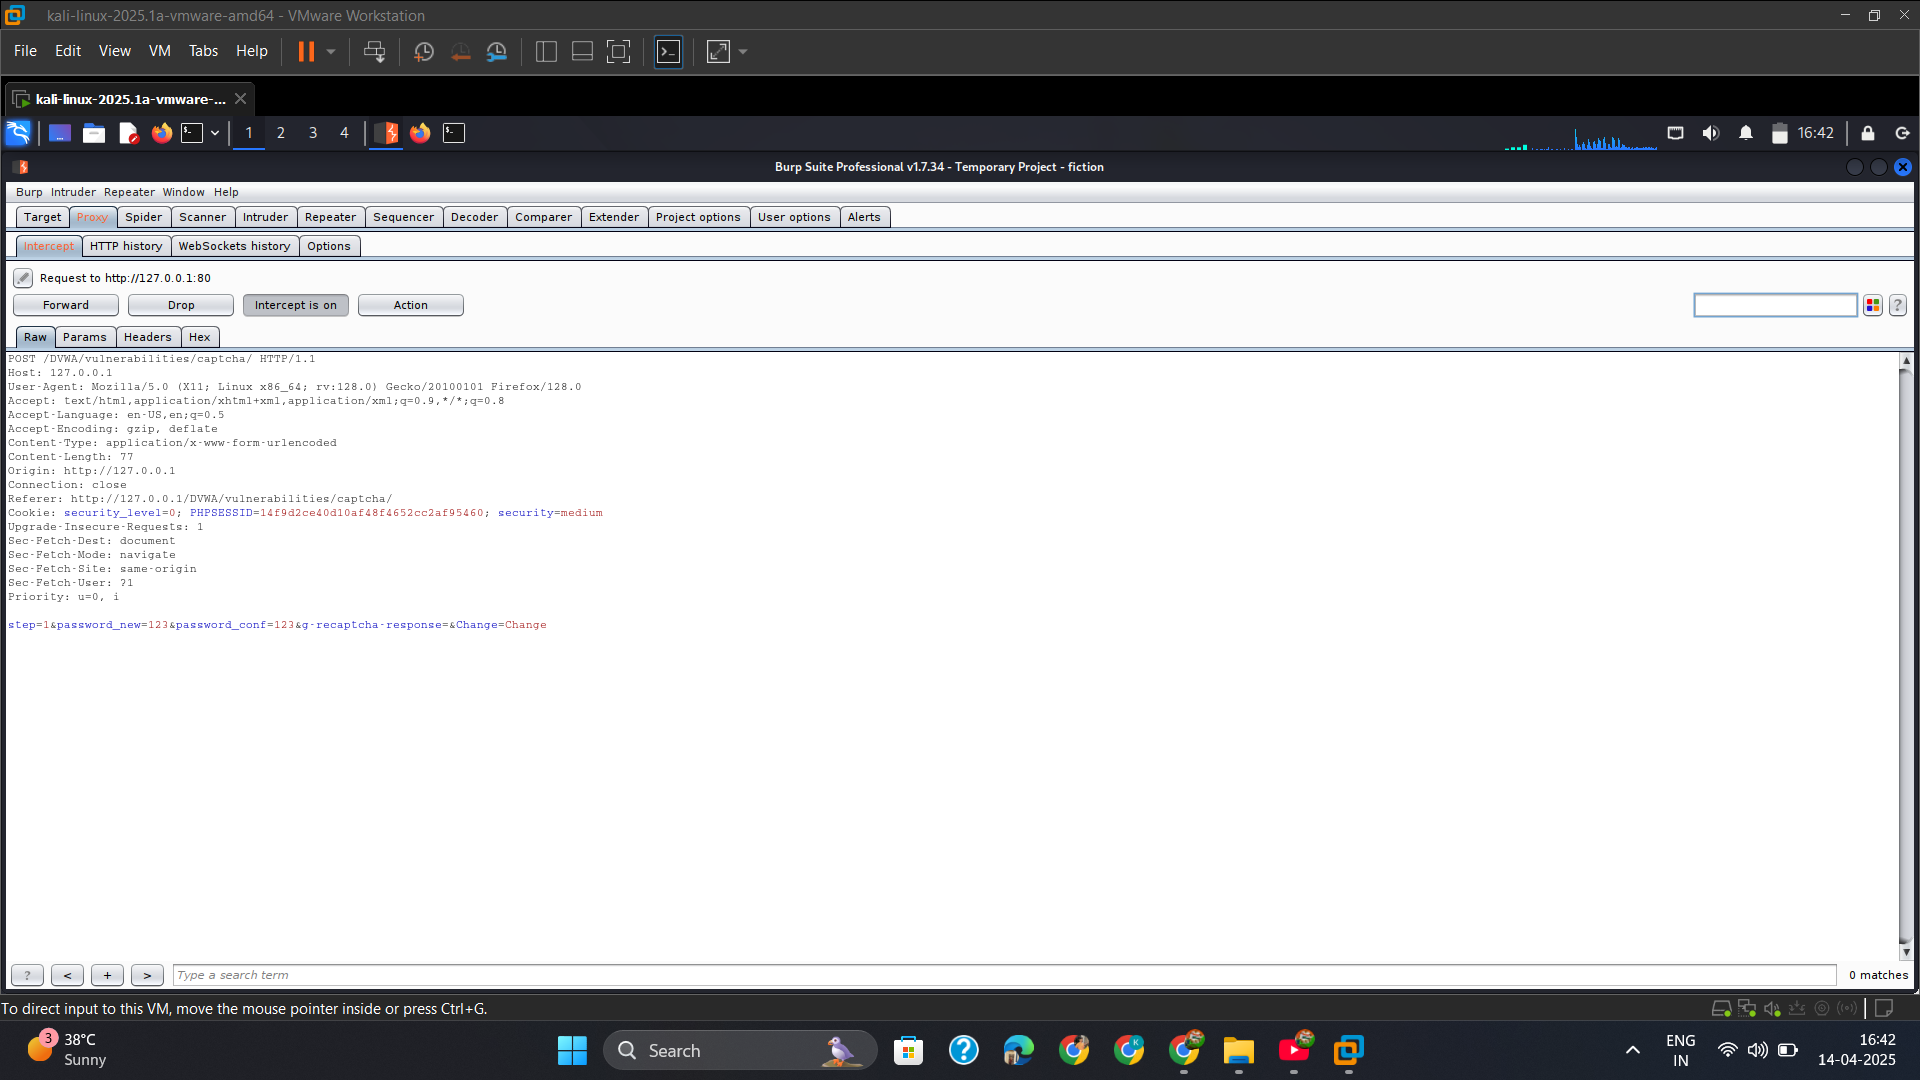 kali-linux-2025.1a-vmware-amd64 - VMware Workstation
File Edit View VM Tabs Help
kali-linux-2025.1a-vmware-...
1 2 3 4
16:42
Burp Suite Professional v1.7.34 - Temporary Project - fiction
Burp Intruder Repeater Window Help
Target Proxy Spider Scanner Intruder Repeater Sequencer Decoder Comparer Extender Project options User options Alerts
Intercept HTTP history WebSockets history Options
Request to http://127.0.0.1:80
Forward Drop Intercept is on Action ?
Raw Params Headers Hex
POST /DVWA/vulnerabilities/captcha/ HTTP/1.1
Host: 127.0.0.1
User-Agent: Mozilla/5.0 (X11; Linux x86_64; rv:128.0) Gecko/20100101 Firefox/128.0
Accept: text/html,application/xhtml+xml,application/xml;q=0.9,*/*;q=0.8
Accept-Language: en-US,en;q=0.5
Accept-Encoding: gzip, deflate
Content-Type: application/x-www-form-urlencoded
Content-Length: 77
Origin: http://127.0.0.1
Connection: close
Referer: http://127.0.0.1/DVWA/vulnerabilities/captcha/
Cookie: security_level=0; PHPSESSID=14f9d2ce40d10af48f4652cc2af95460; security=medium
Upgrade-Insecure-Requests: 1
Sec-Fetch-Dest: document
Sec-Fetch-Mode: navigate
Sec-Fetch-Site: same-origin
Sec-Fetch-User: ?1
Priority: u=0, i
step=1&password_new=123&password_conf=123&g-recaptcha-response=&Change=Change
? < + > Type a search term 0 matches
To direct input to this VM, move the mouse pointer inside or press Ctrl+G.
3 38°C
Sunny
Search
ENG
IN
16:42
14-04-2025